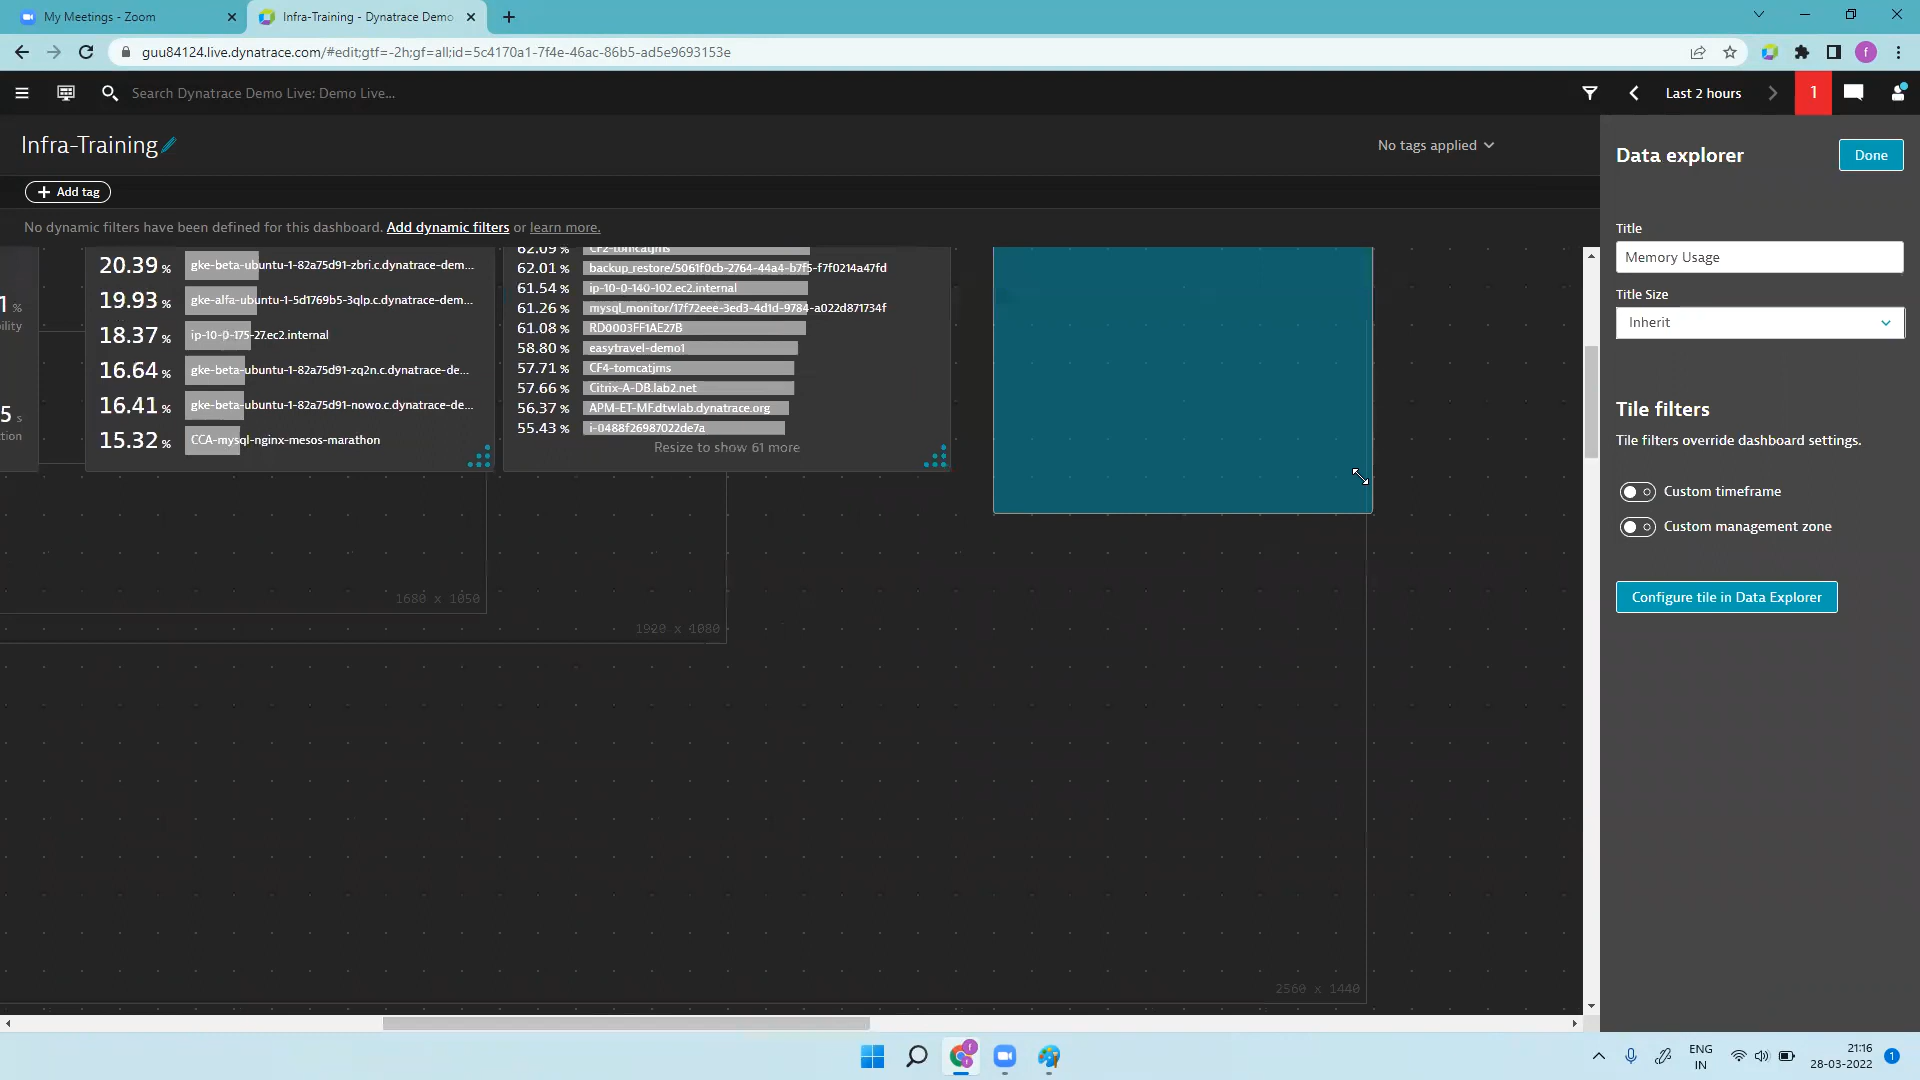 My Meetings - Zoom
Infra-Training - Dynatrace Demo
guu84124.live.dynatrace.com/#edit;gtf=-2h;gf=all;id=5c4170a1-7f4e-46ac-86b5-ad5e9693153e
f
Search Dynatrace Demo Live: Demo Live...
Last 2 hours
1
Infra-Training
No tags applied
Data explorer
Done
Add tag
No dynamic filters have been defined for this dashboard. Add dynamic filters or learn more.
Title
Memory Usage
Title Size
Inherit
Tile filters
Tile filters override dashboard settings.
Custom timeframe
Custom management zone
Configure tile in Data Explorer
1 %
ility
5 s
tion
20.39 % gke-beta-ubuntu-1-82a75d91-zbri.c.dynatrace-dem...
19.93 % gke-alfa-ubuntu-1-5d1769b5-3qlp.c.dynatrace-dem...
18.37 % ip-10-0-175-27.ec2.internal
16.64 % gke-beta-ubuntu-1-82a75d91-zq2n.c.dynatrace-de...
16.41 % gke-beta-ubuntu-1-82a75d91-nowo.c.dynatrace-de...
15.32 % CCA-mysql-nginx-mesos-marathon
62.09 % CF2-tomcatjms
62.01 % backup_restore/5061f0cb-2764-44a4-b7f5-f7f0214a47fd
61.54 % ip-10-0-140-102.ec2.internal
61.26 % mysql_monitor/17f72eee-3ed3-4d1d-9784-a022d871734f
61.08 % RD0003FF1AE27B
58.80 % easytravel-demo1
57.71 % CF4-tomcatjms
57.66 % Citrix-A-DB.lab2.net
56.37 % APM-ET-MF.dtwlab.dynatrace.org
55.43 % i-0488f26987022de7a
Resize to show 61 more
1680 x 1050
1920 x 1080
2560 x 1440
ENG
IN
21:16
28-03-2022
1